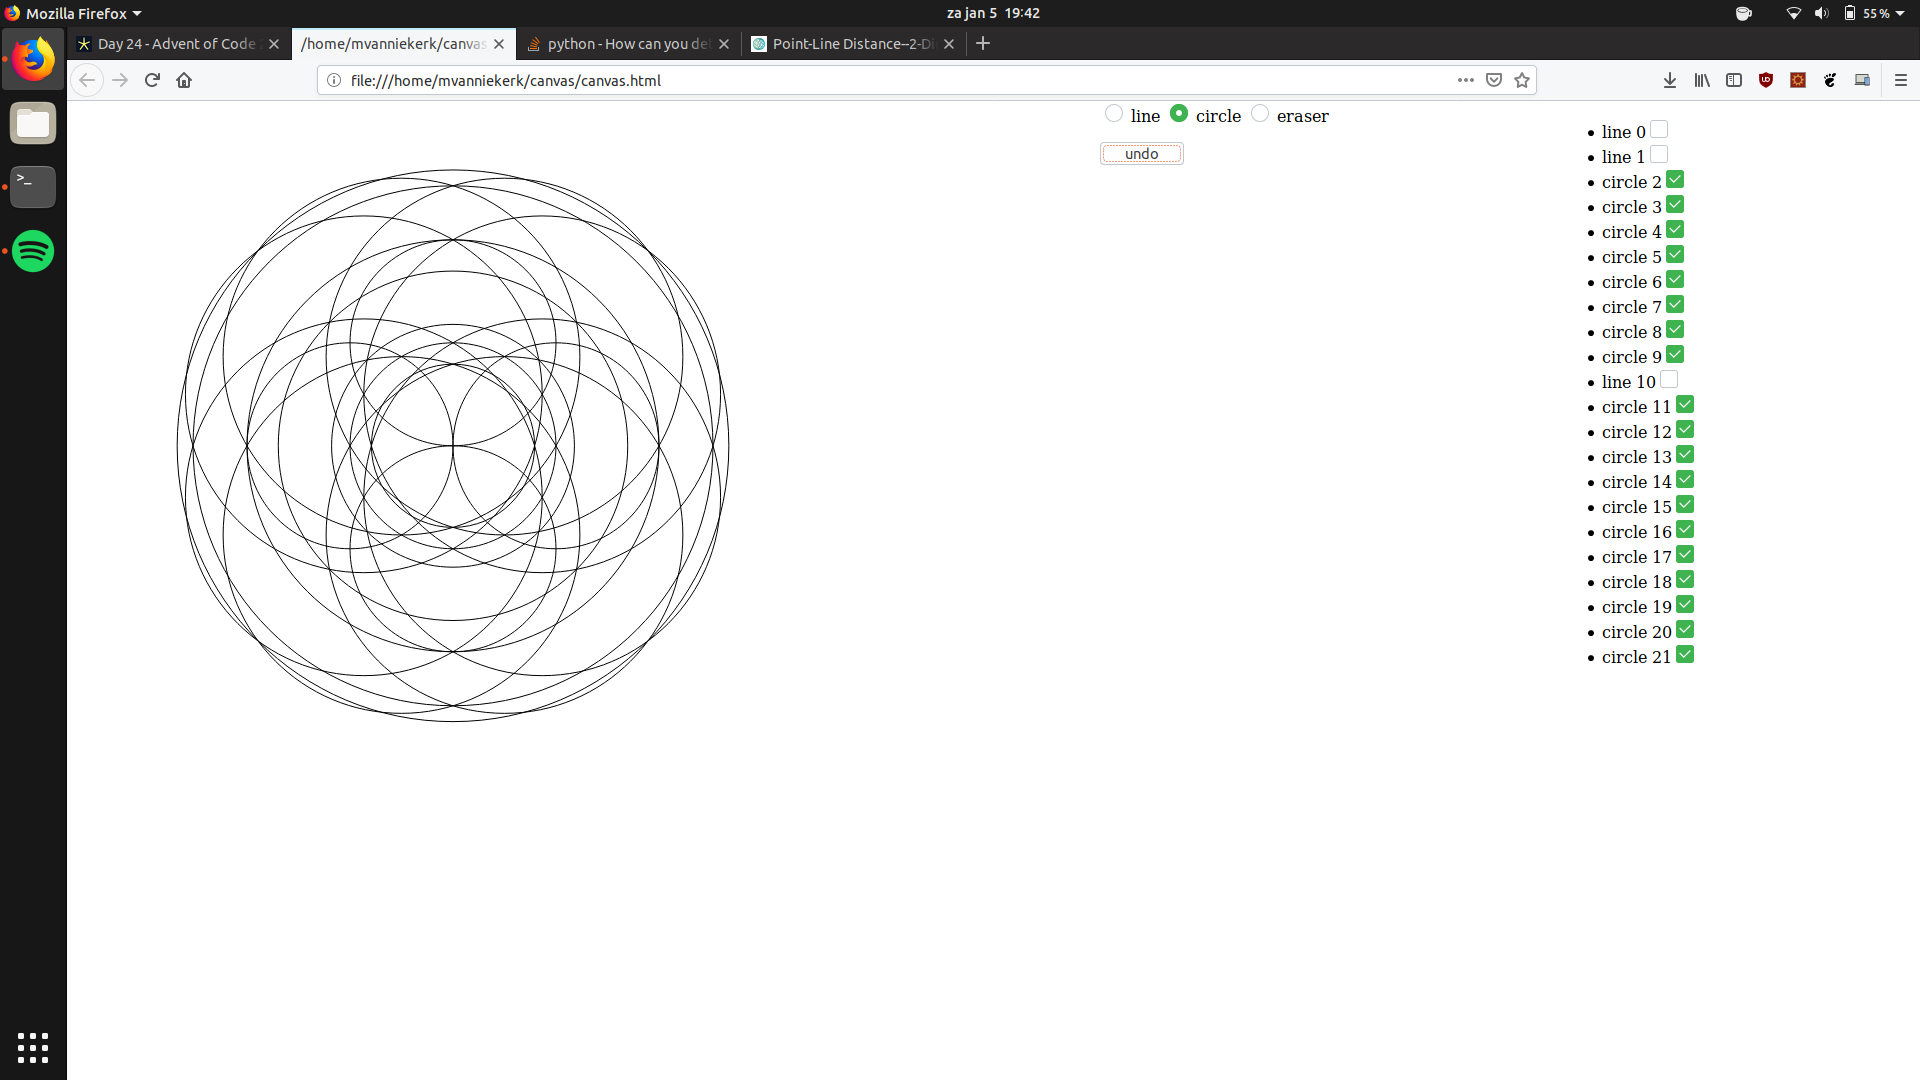 Mozilla Firefox
za jan 5 19:42
55 %
Day 24 - Advent of Code
/home/mvanniekerk/canvas
python - How can you de
Point-Line Distance--2-Di
file:///home/mvanniekerk/canvas/canvas.html
line circle eraser
undo
line 0
line 1
circle 2
circle 3
circle 4
circle 5
circle 6
circle 7
circle 8
circle 9
line 10
circle 11
circle 12
circle 13
circle 14
circle 15
circle 16
circle 17
circle 18
circle 19
circle 20
circle 21
>_